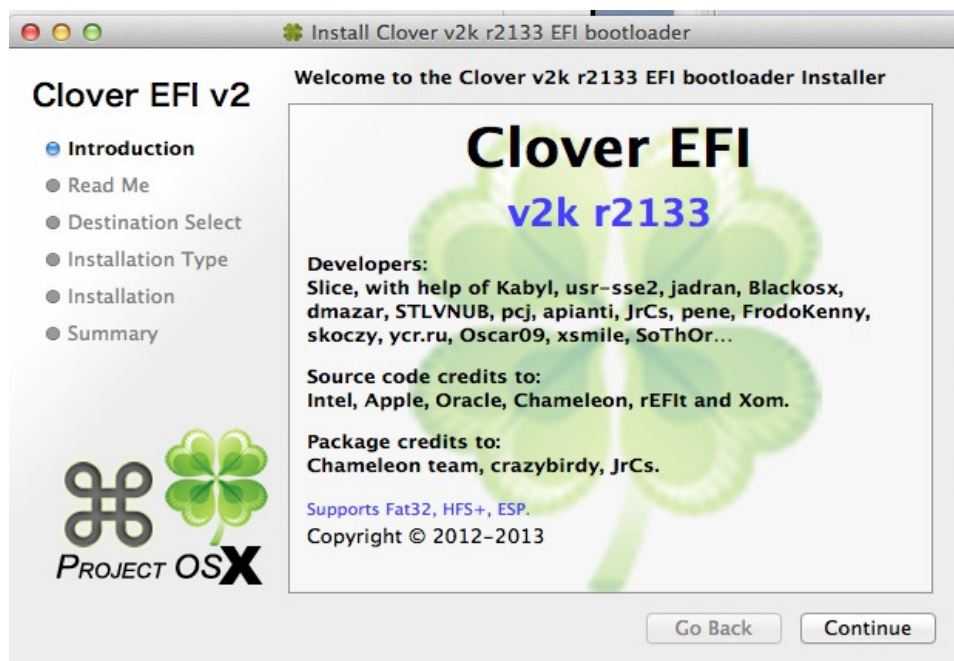 Install Clover v2k r2133 EFI bootloader
Welcome to the Clover v2k r2133 EFI bootloader Installer
Clover EFI v2
Introduction
Read Me
Destination Select
Installation Type
Installation
Summary
PROJECT OSX
Clover EFI
v2k r2133
Developers:
Slice, with help of Kabyl, usr-sse2, jadran, Blackosx,
dmazar, STLVNUB, pcj, apianti, JrCs, pene, FrodoKenny,
skoczy, ycr.ru, Oscar09, xsmile, SoThOr...
Source code credits to:
Intel, Apple, Oracle, Chameleon, rEFIt and Xom.
Package credits to:
Chameleon team, crazybirdy, JrCs.
Supports Fat32, HFS+, ESP.
Copyright © 2012-2013
Go Back
Continue